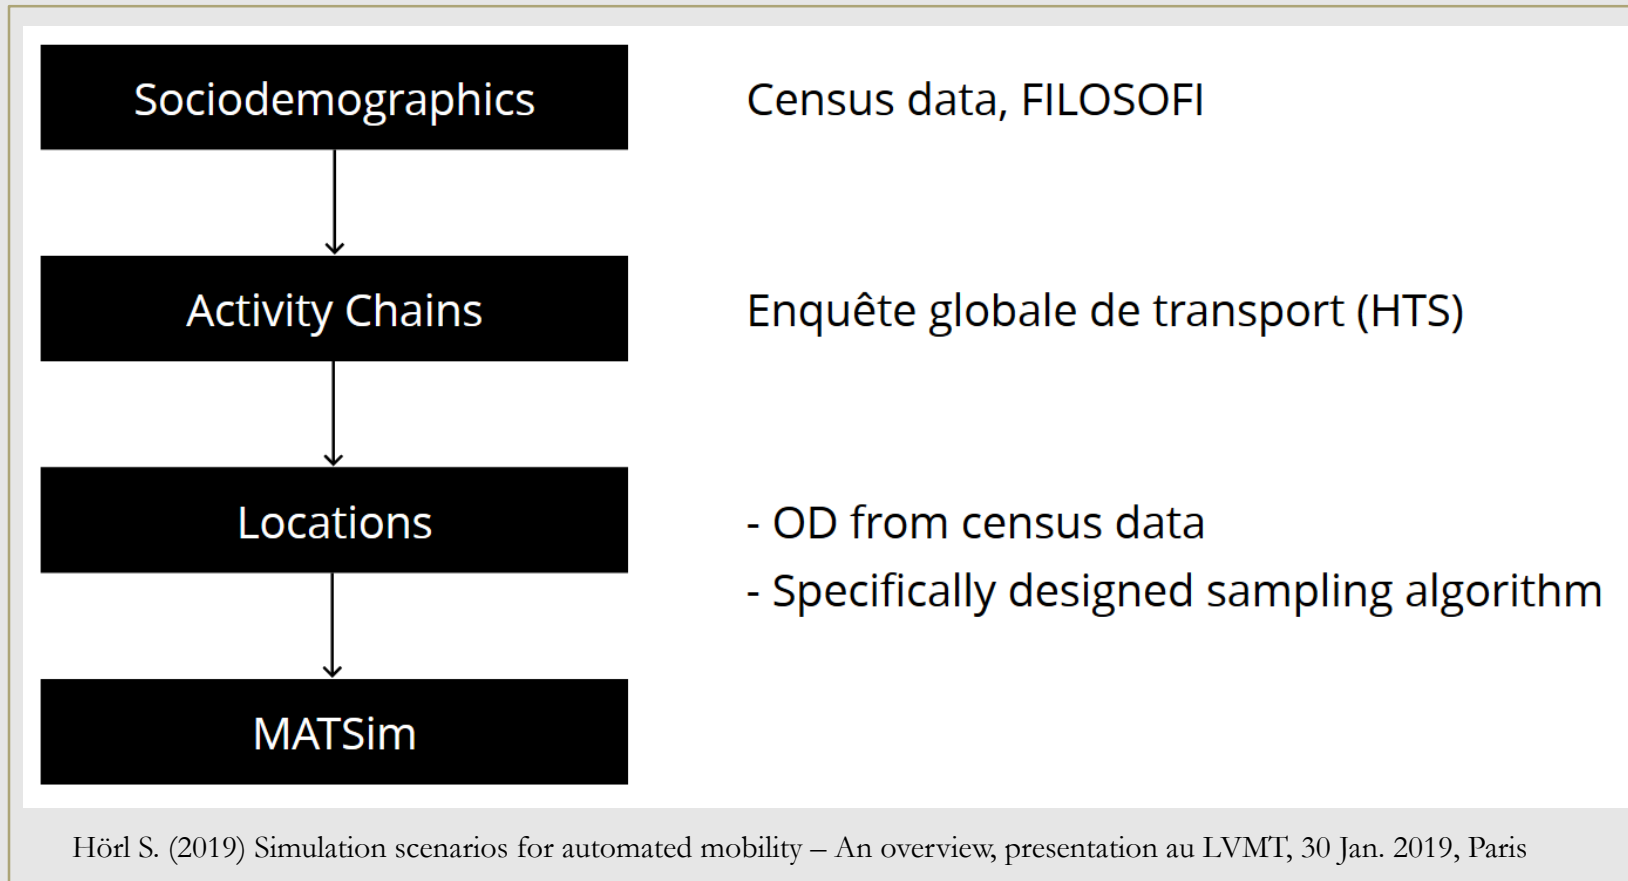 Sociodemographics
Census data, FILOSOFI
Activity Chains
Enquête globale de transport (HTS)
Locations
- OD from census data
- Specifically designed sampling algorithm
MATSim
Hörl S. (2019) Simulation scenarios for automated mobility – An overview, presentation au LVMT, 30 Jan. 2019, Paris